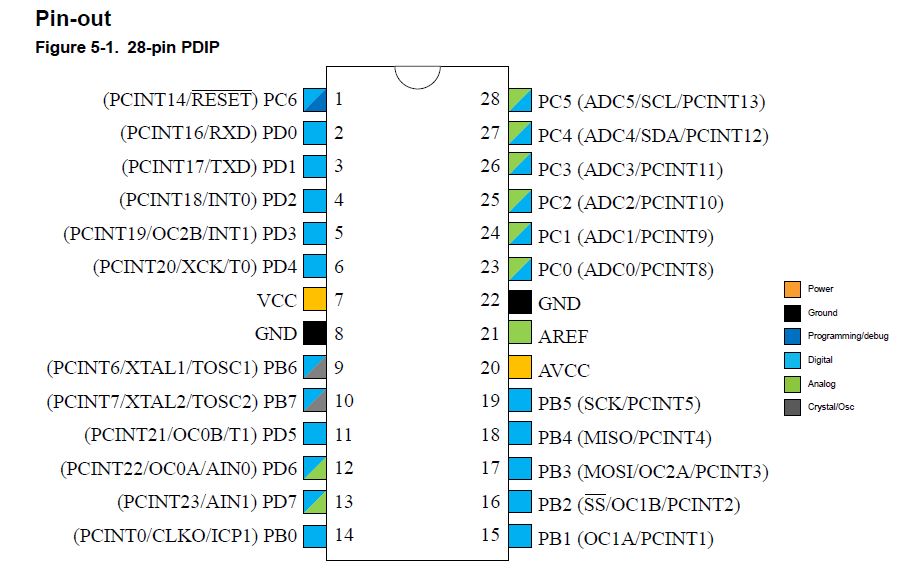 Pin-out
Figure 5-1. 28-pin PDIP
(PCINT14/RESET) PC6 1 28 PC5 (ADC5/SCL/PCINT13)
(PCINT16/RXD) PD0 2 27 PC4 (ADC4/SDA/PCINT12)
(PCINT17/TXD) PD1 3 26 PC3 (ADC3/PCINT11)
(PCINT18/INT0) PD2 4 25 PC2 (ADC2/PCINT10)
(PCINT19/OC2B/INT1) PD3 5 24 PC1 (ADC1/PCINT9)
(PCINT20/XCK/T0) PD4 6 23 PC0 (ADC0/PCINT8)
VCC 7 22 GND
GND 8 21 AREF
(PCINT6/XTAL1/TOSC1) PB6 9 20 AVCC
(PCINT7/XTAL2/TOSC2) PB7 10 19 PB5 (SCK/PCINT5)
(PCINT21/OC0B/T1) PD5 11 18 PB4 (MISO/PCINT4)
(PCINT22/OC0A/AIN0) PD6 12 17 PB3 (MOSI/OC2A/PCINT3)
(PCINT23/AIN1) PD7 13 16 PB2 (SS/OC1B/PCINT2)
(PCINT0/CLKO/ICP1) PB0 14 15 PB1 (OC1A/PCINT1)
Power
Ground
Programming/debug
Digital
Analog
Crystal/Osc